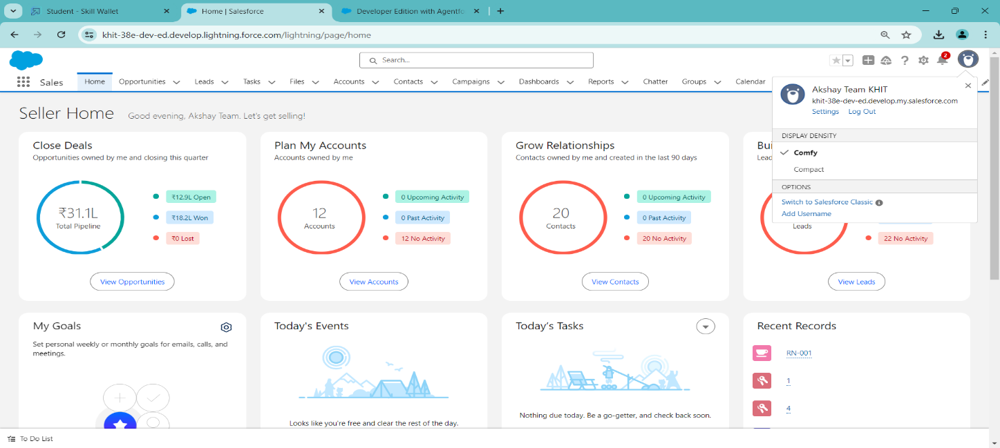 Student - Skill Wallet
Home | Salesforce
Developer Edition with Agentfo
khit-38e-dev-ed.develop.lightning.force.com/lightning/page/home
Search...
2
Sales
Home
Opportunities
Leads
Tasks
Files
Accounts
Contacts
Campaigns
Dashboards
Reports
Chatter
Groups
Calendar
Akshay Team KHIT
khit-38e-dev-ed.develop.my.salesforce.com
Settings Log Out
DISPLAY DENSITY
Comfy
Compact
OPTIONS
Switch to Salesforce Classic
Add Username
Seller Home Good evening, Akshay Team. Let's get selling!
Close Deals
Opportunities owned by me and closing this quarter
₹31.1L
Total Pipeline
₹12.9L Open
₹18.2L Won
₹0 Lost
View Opportunities
Plan My Accounts
Accounts owned by me
12
Accounts
0 Upcoming Activity
0 Past Activity
12 No Activity
View Accounts
Grow Relationships
Contacts owned by me and created in the last 90 days
20
Contacts
0 Upcoming Activity
0 Past Activity
20 No Activity
View Contacts
Bu
Lead
Leads
22 No Activity
View Leads
My Goals
Set personal weekly or monthly goals for emails, calls, and
meetings.
Today's Events
Looks like you're free and clear the rest of the day.
Today's Tasks
Nothing due today. Be a go-getter, and check back soon.
Recent Records
RN-001
1
4
To Do List